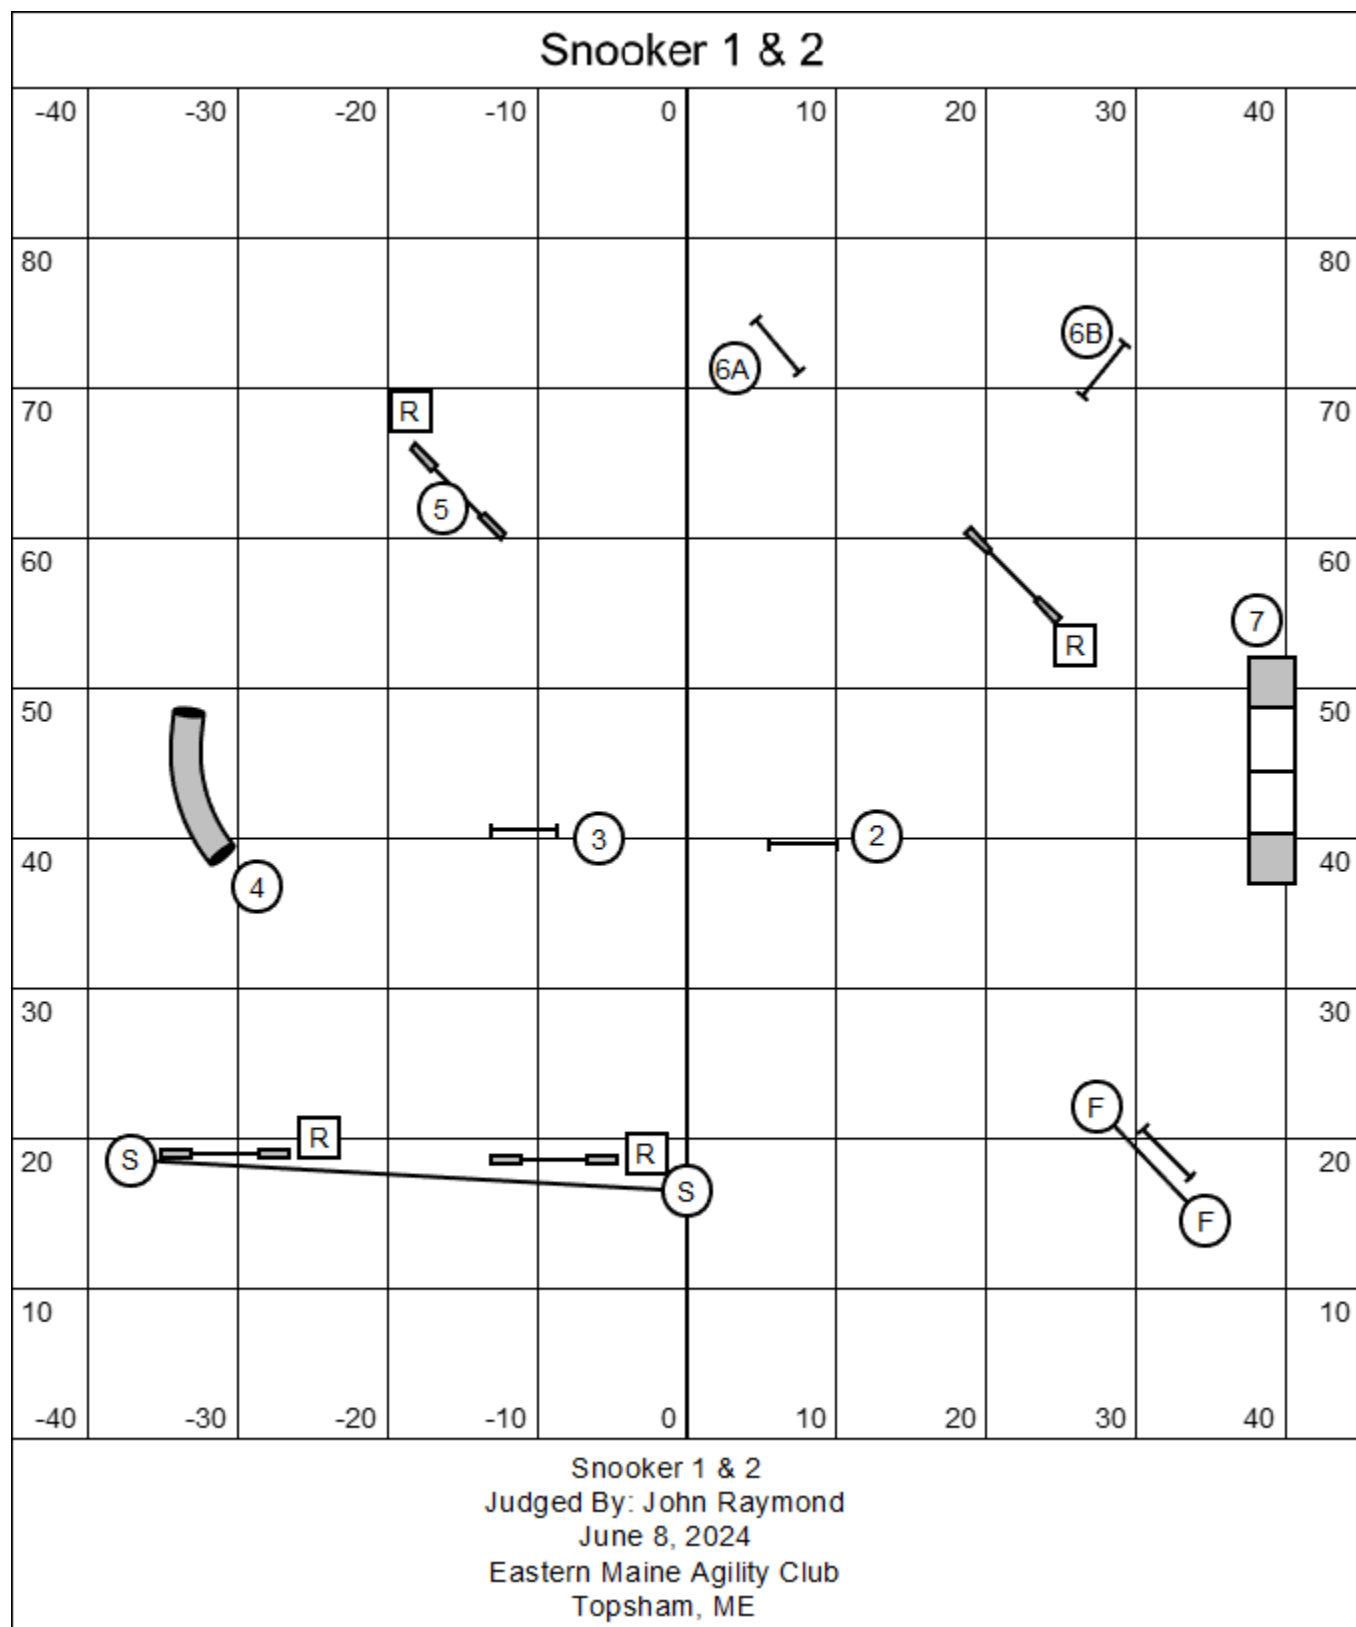 Snooker 1 & 2
-40 -30 -20 -10 0 10 20 30 40
80 80
6B
6A
70 R 70
5
60 60
7
R
50 50
3 2
40 40
4
30 30
F
R
S R 20 20
S
F
10 10
-40 -30 -20 -10 0 10 20 30 40
Snooker 1 & 2
Judged By: John Raymond
June 8, 2024
Eastern Maine Agility Club
Topsham, ME